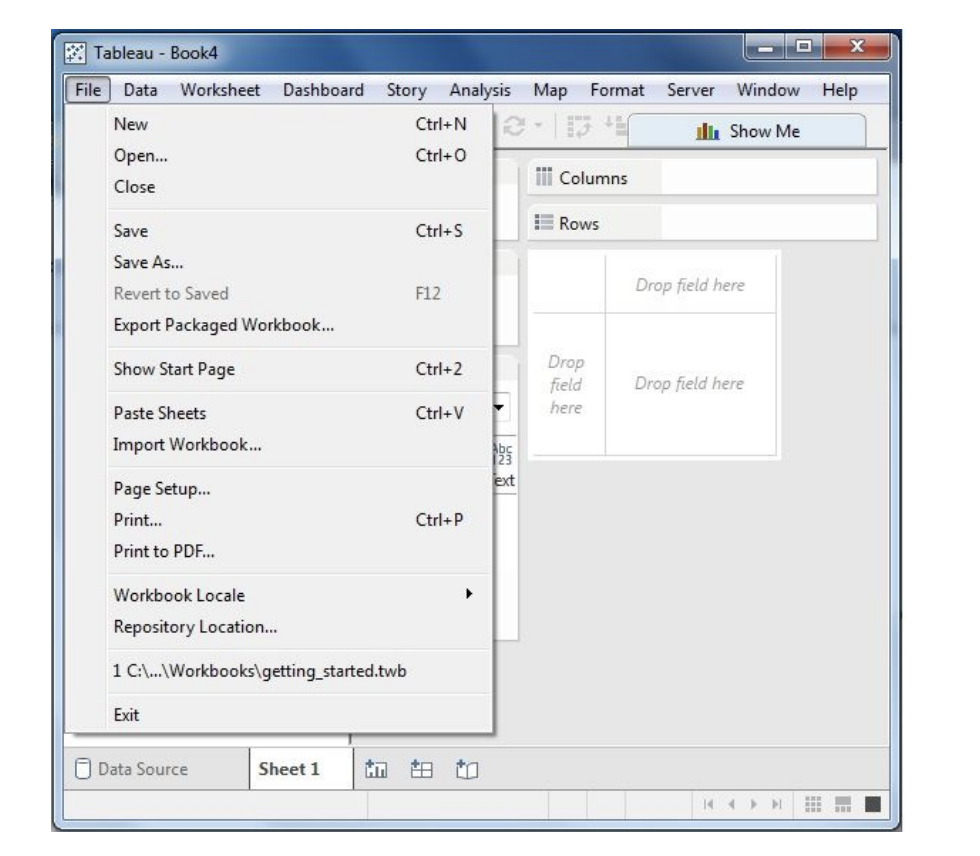 Tableau - Book4
File Data Worksheet Dashboard Story Analysis Map Format Server Window Help
New Ctrl+N
Open... Ctrl+O
Close
Save Ctrl+S
Save As...
Revert to Saved F12
Export Packaged Workbook...
Show Start Page Ctrl+2
Paste Sheets Ctrl+V
Import Workbook...
Page Setup...
Print... Ctrl+P
Print to PDF...
Workbook Locale
Repository Location...
1 C:\...\Workbooks\getting_started.twb
Exit
Show Me
Columns
Rows
Drop field here
Drop
field
here
Drop field here
Abc
123
Data Source Sheet 1